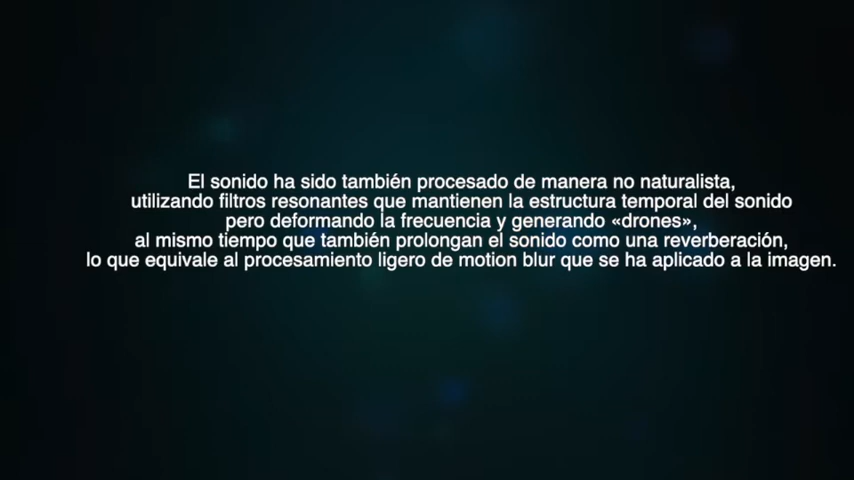 El sonido ha sido también procesado de manera no naturalista,
utilizando filtros resonantes que mantienen la estructura temporal del sonido
pero deformando la frecuencia y generando «drones»,
al mismo tiempo que también prolongan el sonido como una reverberación,
lo que equivale al procesamiento ligero de motion blur que se ha aplicado a la imagen.